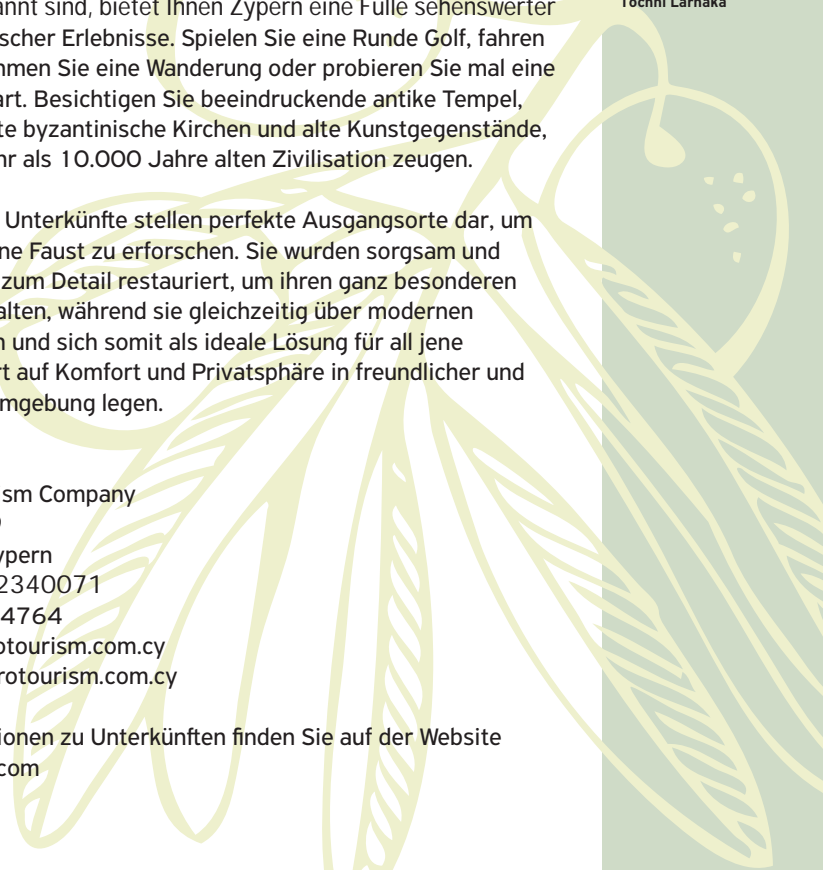 annt sind, bietet Ihnen Zypern eine Fülle sehenswerter
scher Erlebnisse. Spielen Sie eine Runde Golf, fahren
men Sie eine Wanderung oder probieren Sie mal eine
art. Besichtigen Sie beeindruckende antike Tempel,
te byzantinische Kirchen und alte Kunstgegenstände,
hr als 10.000 Jahre alten Zivilisation zeugen.
Unterkünfte stellen perfekte Ausgangsorte dar, um
ne Faust zu erforschen. Sie wurden sorgsam und
zum Detail restauriert, um ihren ganz besonderen
alten, während sie gleichzeitig über modernen
n und sich somit als ideale Lösung für all jene
rt auf Komfort und Privatsphäre in freundlicher und
mgebung legen.
ism Company
ypern
2340071
4764
otourism.com.cy
rotourism.com.cy
ionen zu Unterkünften finden Sie auf der Website
com
Tochni Larnaka